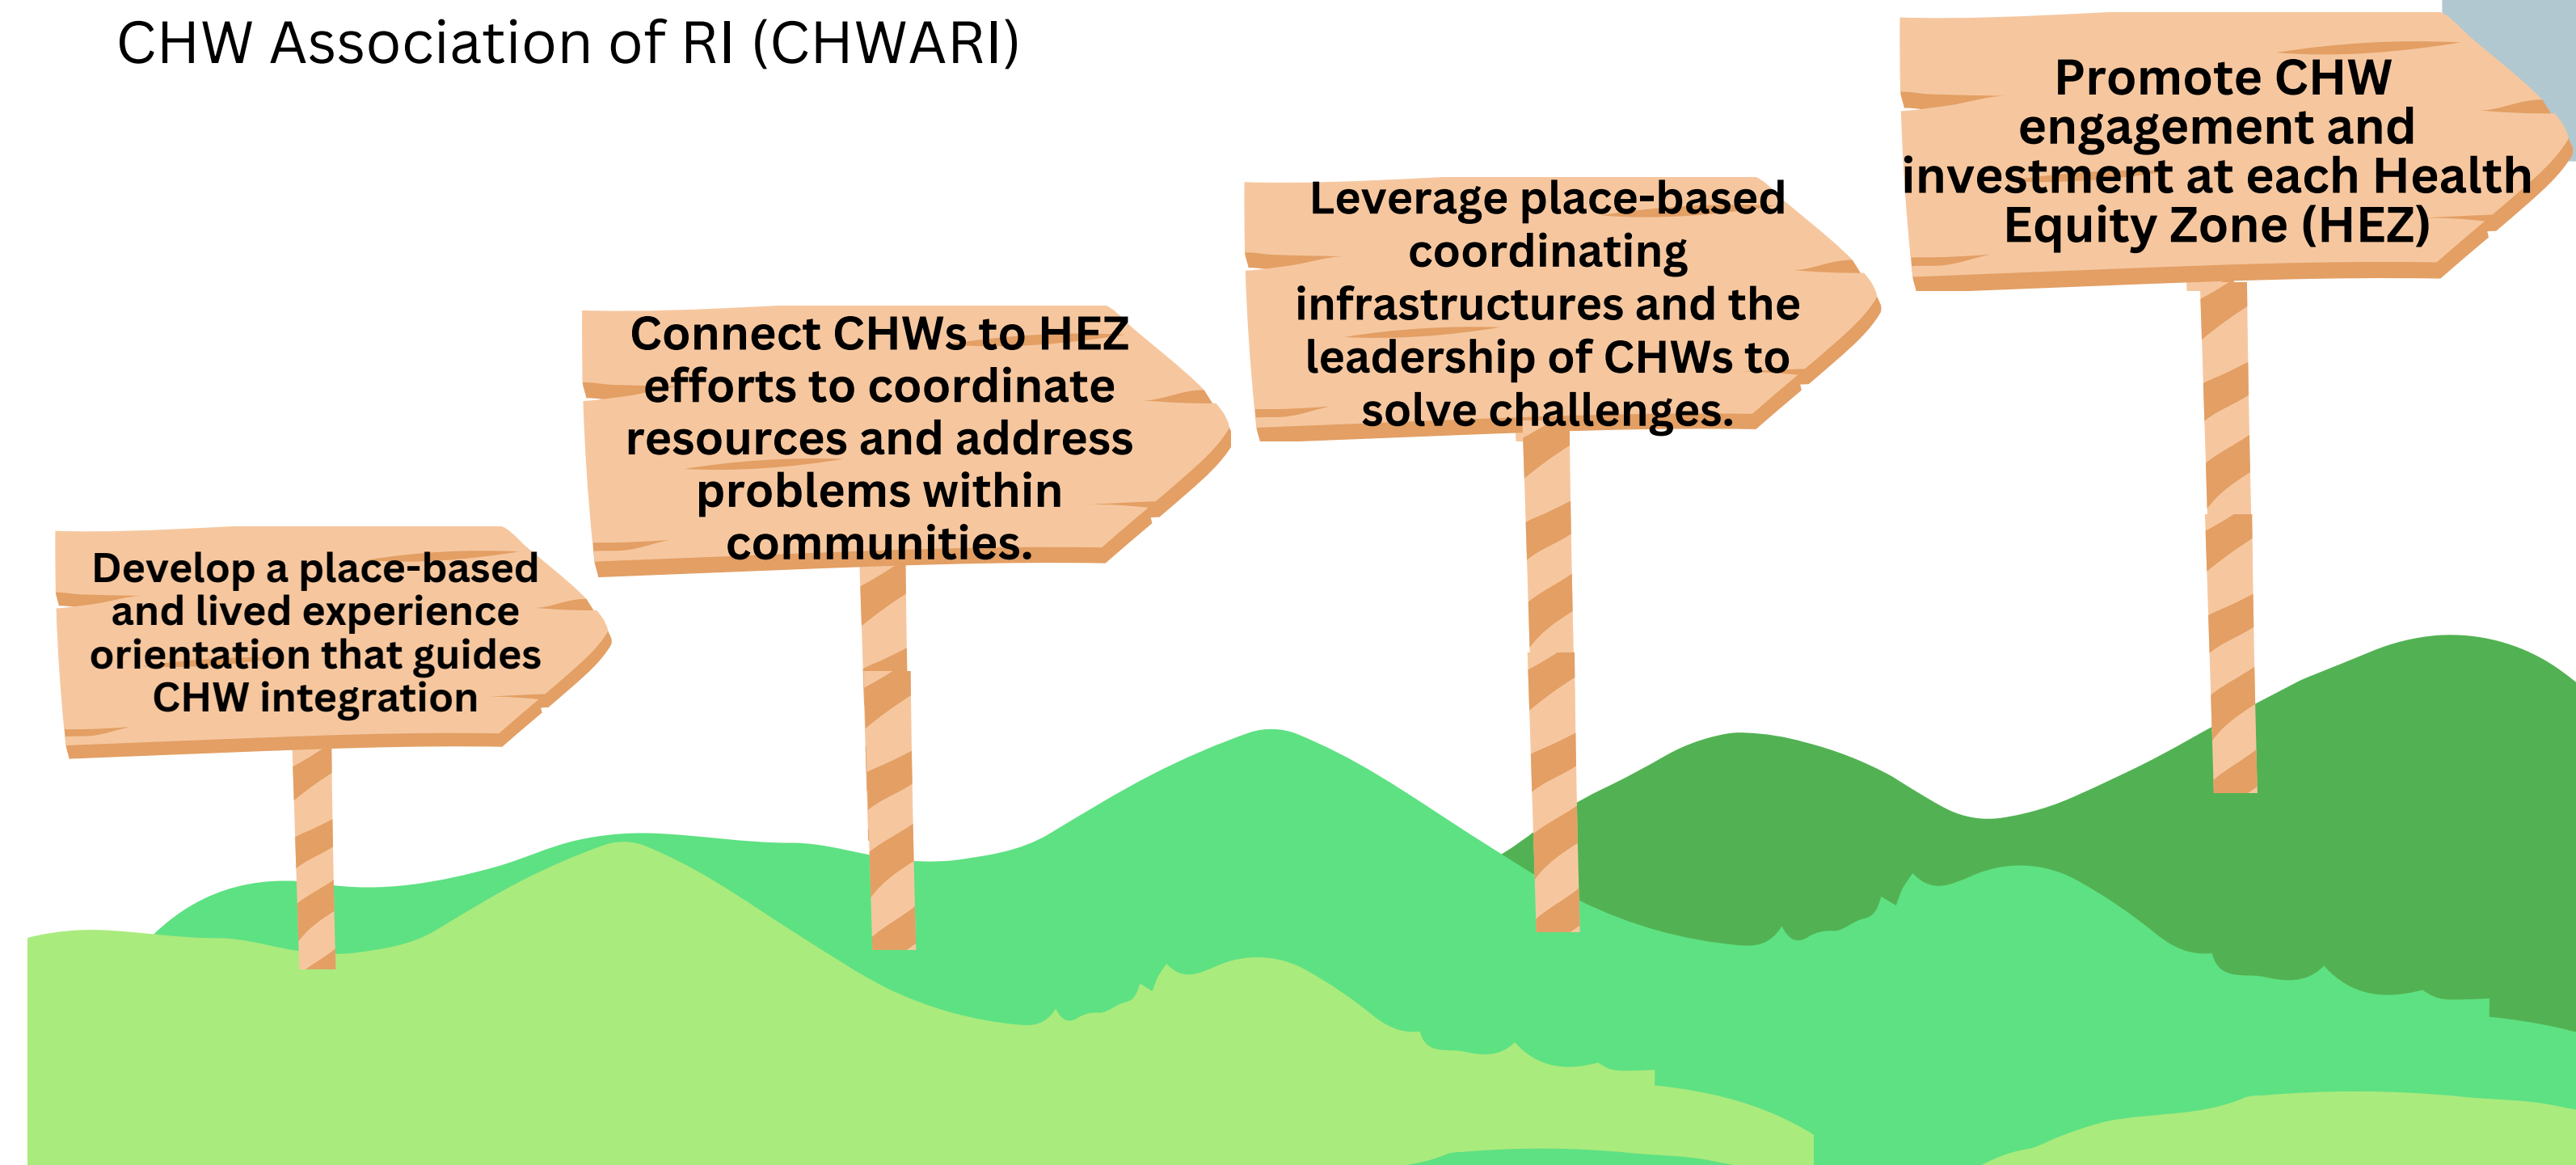 CHW Association of RI (CHWARI)
Develop a place-based
and lived experience
orientation that guides
CHW integration
Connect CHWs to HEZ
efforts to coordinate
resources and address
problems within
communities.
Leverage place-based
coordinating
infrastructures and the
leadership of CHWs to
solve challenges.
Promote CHW
engagement and
investment at each Health
Equity Zone (HEZ)